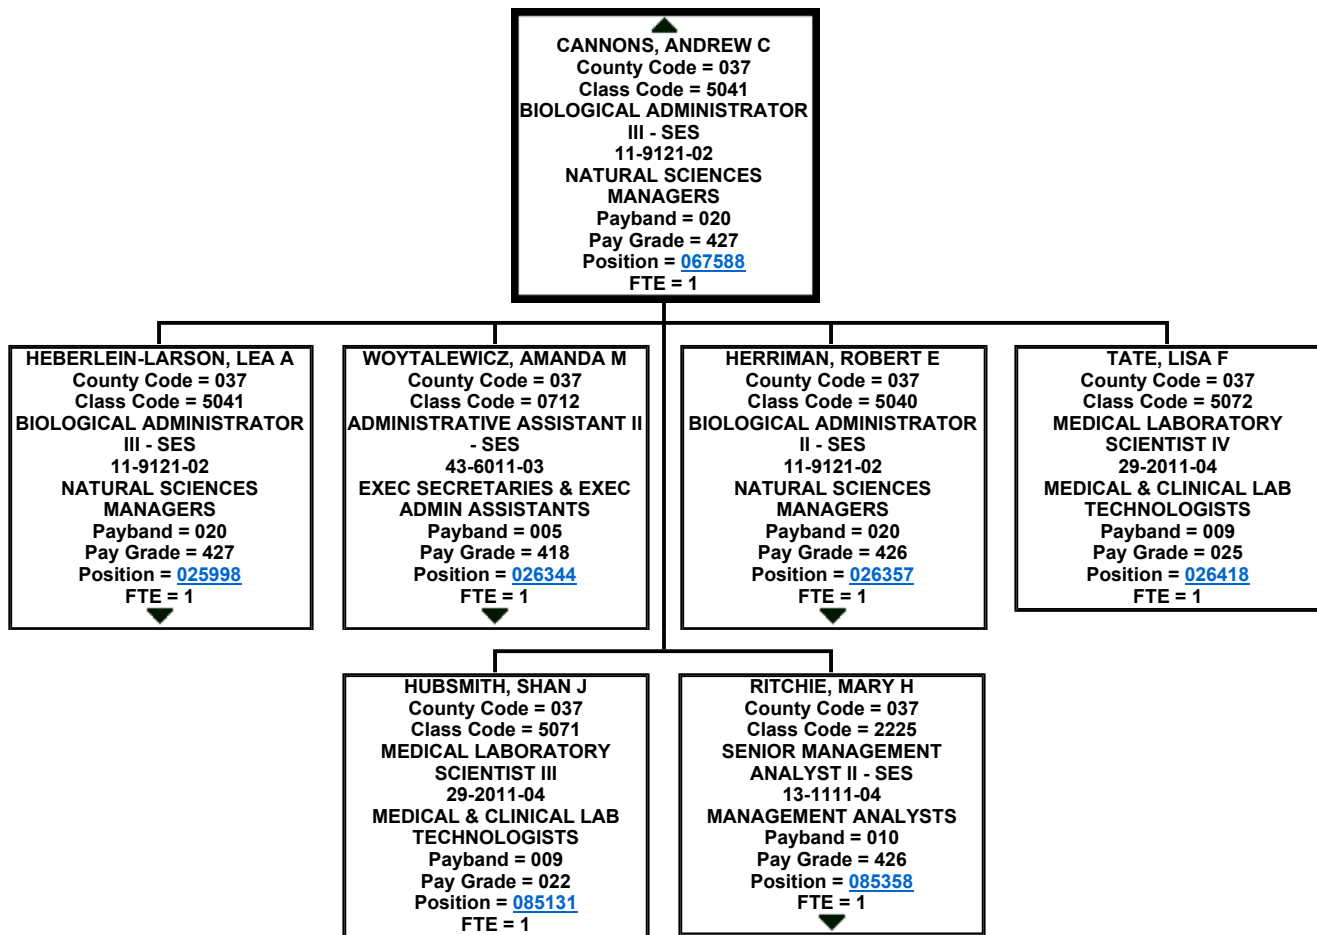 CANNONS, ANDREW C
County Code = 037
Class Code = 5041
BIOLOGICAL ADMINISTRATOR
III - SES
11-9121-02
NATURAL SCIENCES
MANAGERS
Payband = 020
Pay Grade = 427
Position = 067588
FTE = 1
HEBERLEIN-LARSON, LEA A
County Code = 037
Class Code = 5041
BIOLOGICAL ADMINISTRATOR
III - SES
11-9121-02
NATURAL SCIENCES
MANAGERS
Payband = 020
Pay Grade = 427
Position = 025998
FTE = 1
WOYTALEWICZ, AMANDA M
County Code = 037
Class Code = 0712
ADMINISTRATIVE ASSISTANT II
- SES
43-6011-03
EXEC SECRETARIES & EXEC
ADMIN ASSISTANTS
Payband = 005
Pay Grade = 418
Position = 026344
FTE = 1
HERRIMAN, ROBERT E
County Code = 037
Class Code = 5040
BIOLOGICAL ADMINISTRATOR
II - SES
11-9121-02
NATURAL SCIENCES
MANAGERS
Payband = 020
Pay Grade = 426
Position = 026357
FTE = 1
TATE, LISA F
County Code = 037
Class Code = 5072
MEDICAL LABORATORY
SCIENTIST IV
29-2011-04
MEDICAL & CLINICAL LAB
TECHNOLOGISTS
Payband = 009
Pay Grade = 025
Position = 026418
FTE = 1
HUBSMITH, SHAN J
County Code = 037
Class Code = 5071
MEDICAL LABORATORY
SCIENTIST III
29-2011-04
MEDICAL & CLINICAL LAB
TECHNOLOGISTS
Payband = 009
Pay Grade = 022
Position = 085131
FTE = 1
RITCHIE, MARY H
County Code = 037
Class Code = 2225
SENIOR MANAGEMENT
ANALYST II - SES
13-1111-04
MANAGEMENT ANALYSTS
Payband = 010
Pay Grade = 426
Position = 085358
FTE = 1